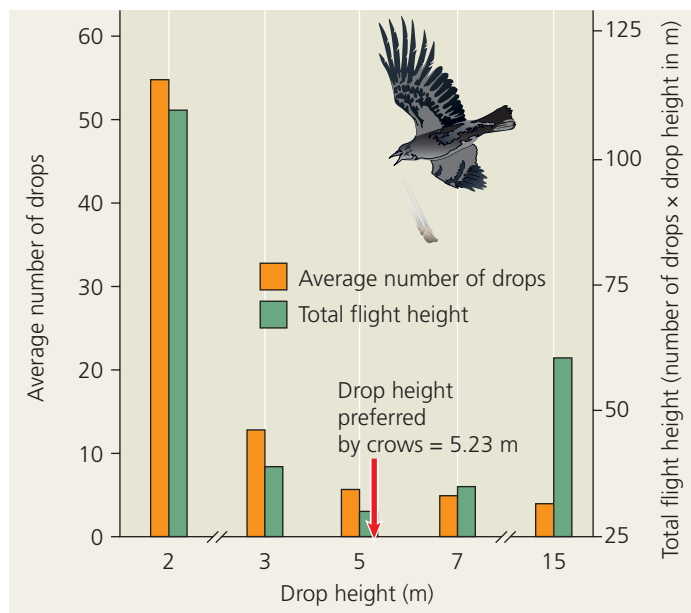 Average number of drops
60
50
40
30
20
10
0
Average number of drops
Total flight height
Drop height
preferred
by crows = 5.23 m
125
100
75
50
25
Total flight height (number of drops × drop height in m)
2
3
5
7
15
Drop height (m)